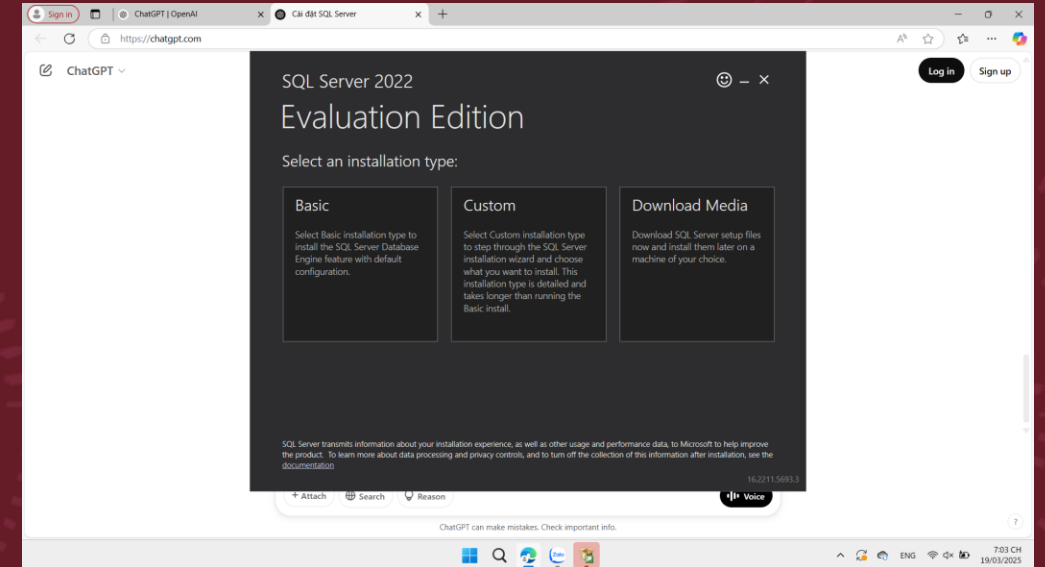 Sign in
ChatGPT | OpenAI
Cài đặt SQL Server
https://chatgpt.com
ChatGPT
Log in
Sign up
SQL Server 2022
Evaluation Edition
Select an installation type:
Basic
Select Basic installation type to
install the SQL Server Database
Engine feature with default
configuration.
Custom
Select Custom installation type
to step through the SQL Server
installation wizard and choose
what you want to install. This
installation type is detailed and
takes longer than running the
Basic install.
Download Media
Download SQL Server setup files
now and install them later on a
machine of your choice.
SQL Server transmits information about your installation experience, as well as other usage and performance data, to Microsoft to help improve
the product. To learn more about data processing and privacy controls, and to turn off the collection of this information after installation, see the
documentation
16.2211.5693.3
+ Attach
Search
Reason
Voice
ChatGPT can make mistakes. Check important info.
?
Zalo
ENG
7:03 CH
19/03/2025